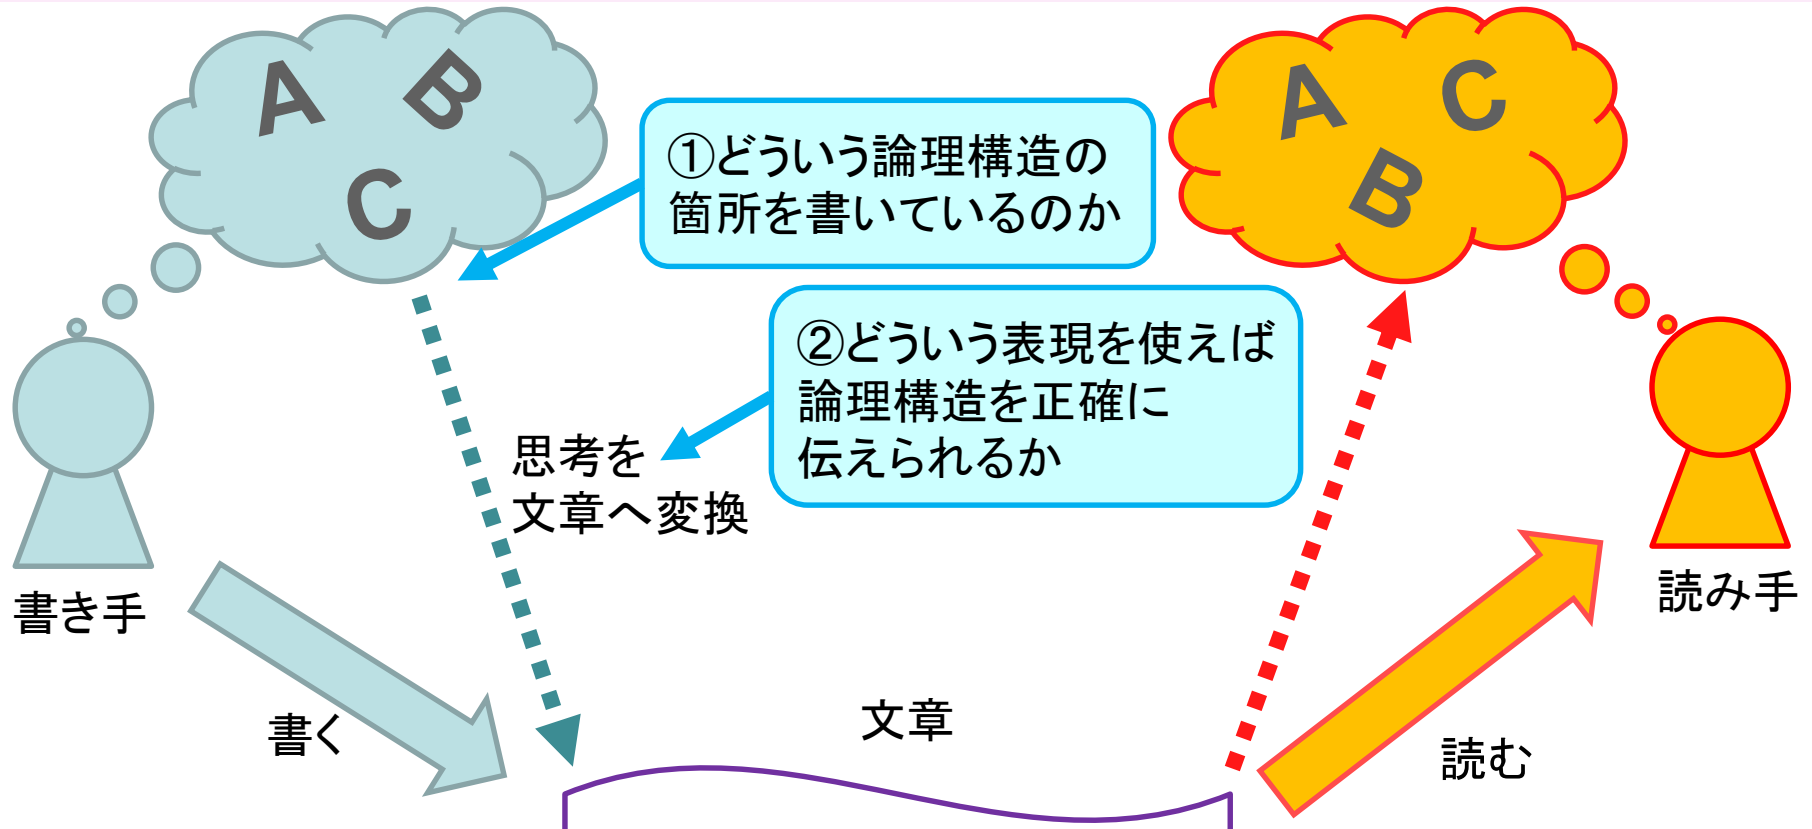 A
B
C
A
C
B
①どういう論理構造の
箇所を書いているのか
②どういう表現を使えば
論理構造を正確に
伝えられるか
思考を
文章へ変換
書き手
読み手
書く
文章
読む